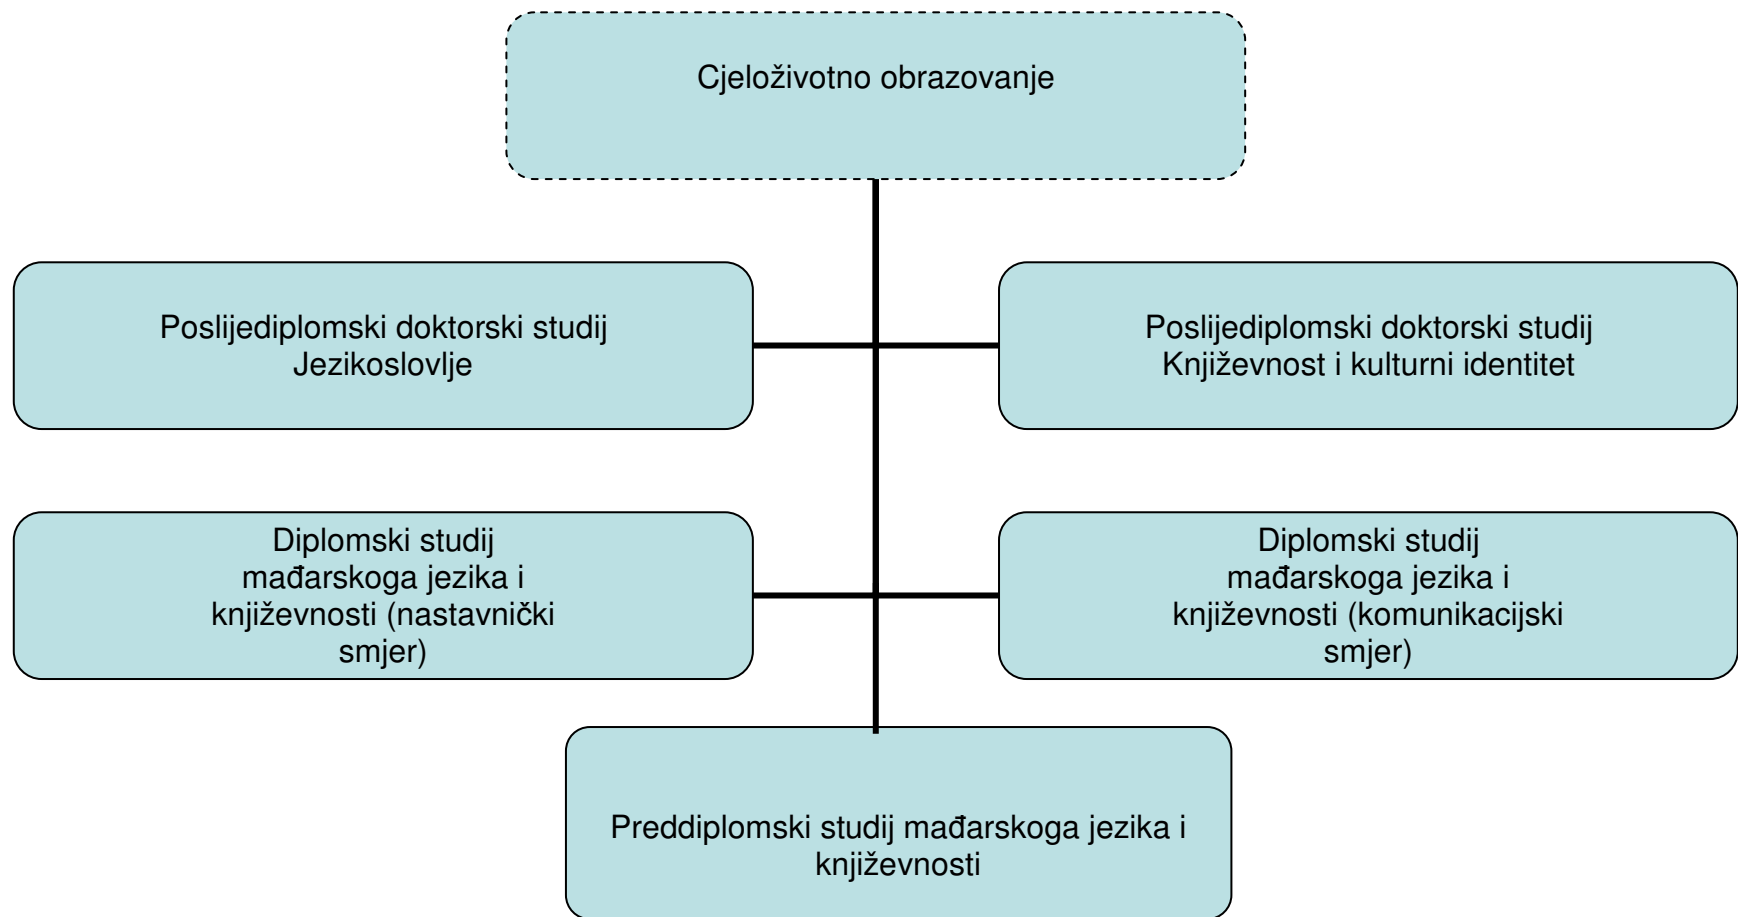 Cjeloživotno obrazovanje
Poslijediplomski doktorski studij
Jezikoslovlje
Poslijediplomski doktorski studij
Književnost i kulturni identitet
Diplomski studij
mađarskoga jezika i
književnosti (nastavnički
smjer)
Diplomski studij
mađarskoga jezika i
književnosti (komunikacijski
smjer)
Preddiplomski studij mađarskoga jezika i
književnosti